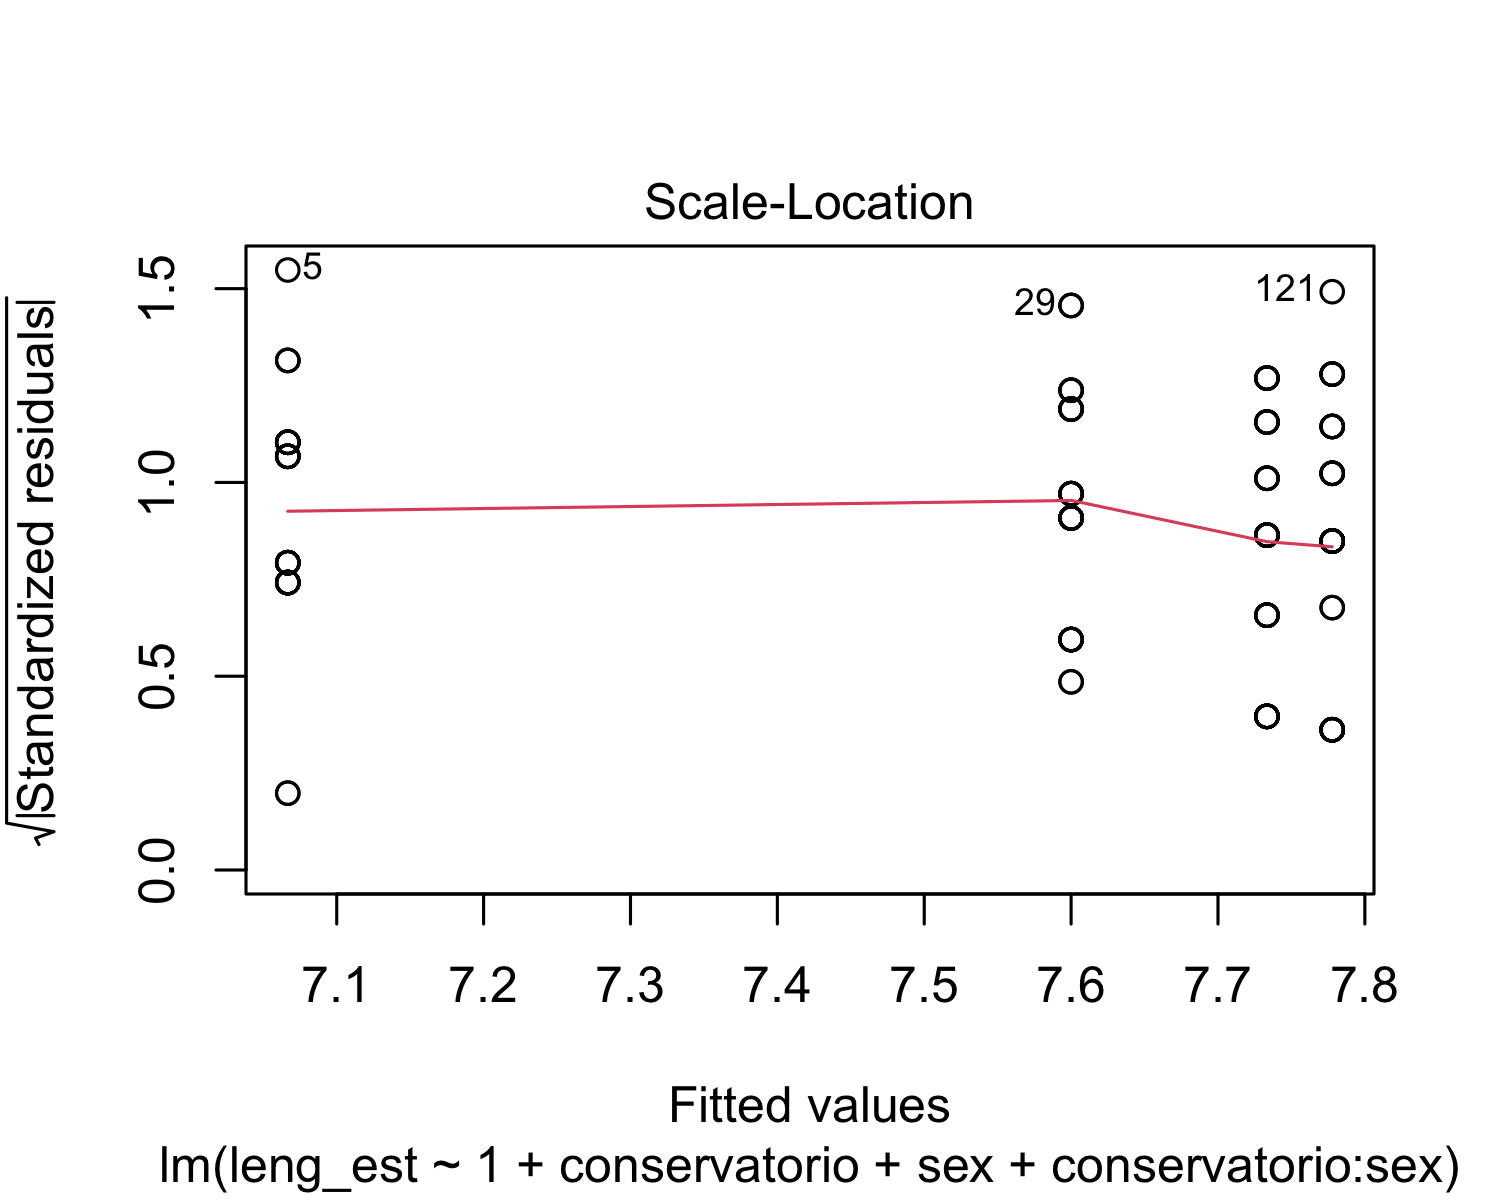 Scale-Location
√|Standardized residuals|
1.5
1.0
0.5
0.0
5
29
121
7.1 7.2 7.3 7.4 7.5 7.6 7.7 7.8
Fitted values
lm(leng_est ~ 1 + conservatorio + sex + conservatorio:sex)